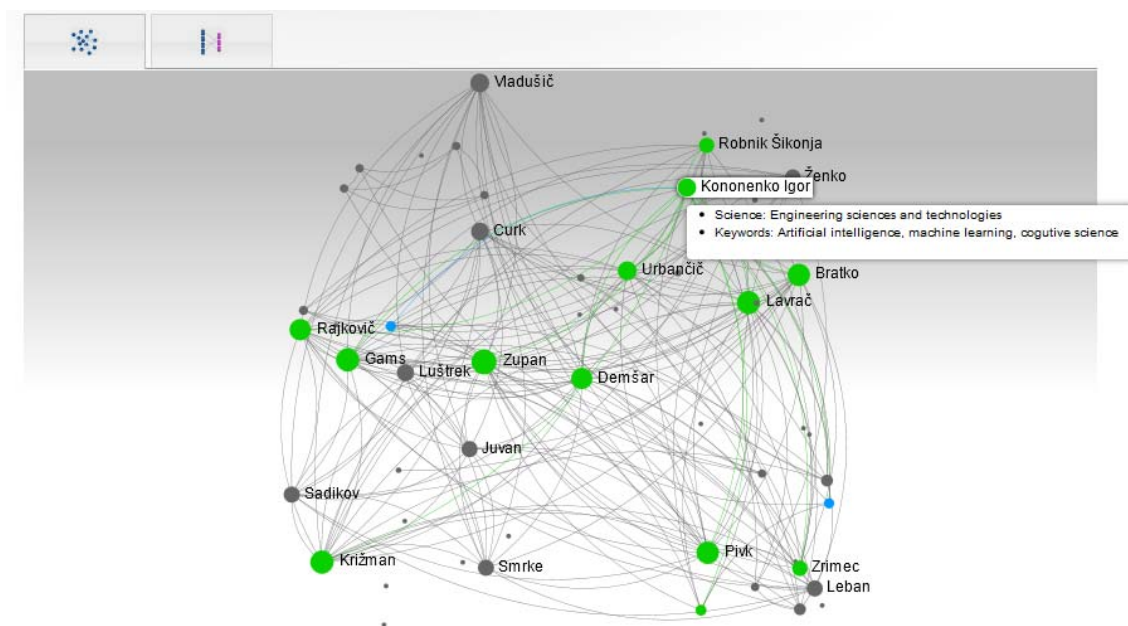 Vladušič
Robnik Šikonja
Ženko
Kononenko Igor
Science: Engineering sciences and technologies
Keywords: Artificial intelligence, machine learning, cogutive science
Curk
Urbančič
Bratko
Lavrač
Rajkovič
Gams
Zupan
Luštrek
Demšar
Juvan
Sadikov
Križman
Smrke
Pivk
Zrimec
Leban